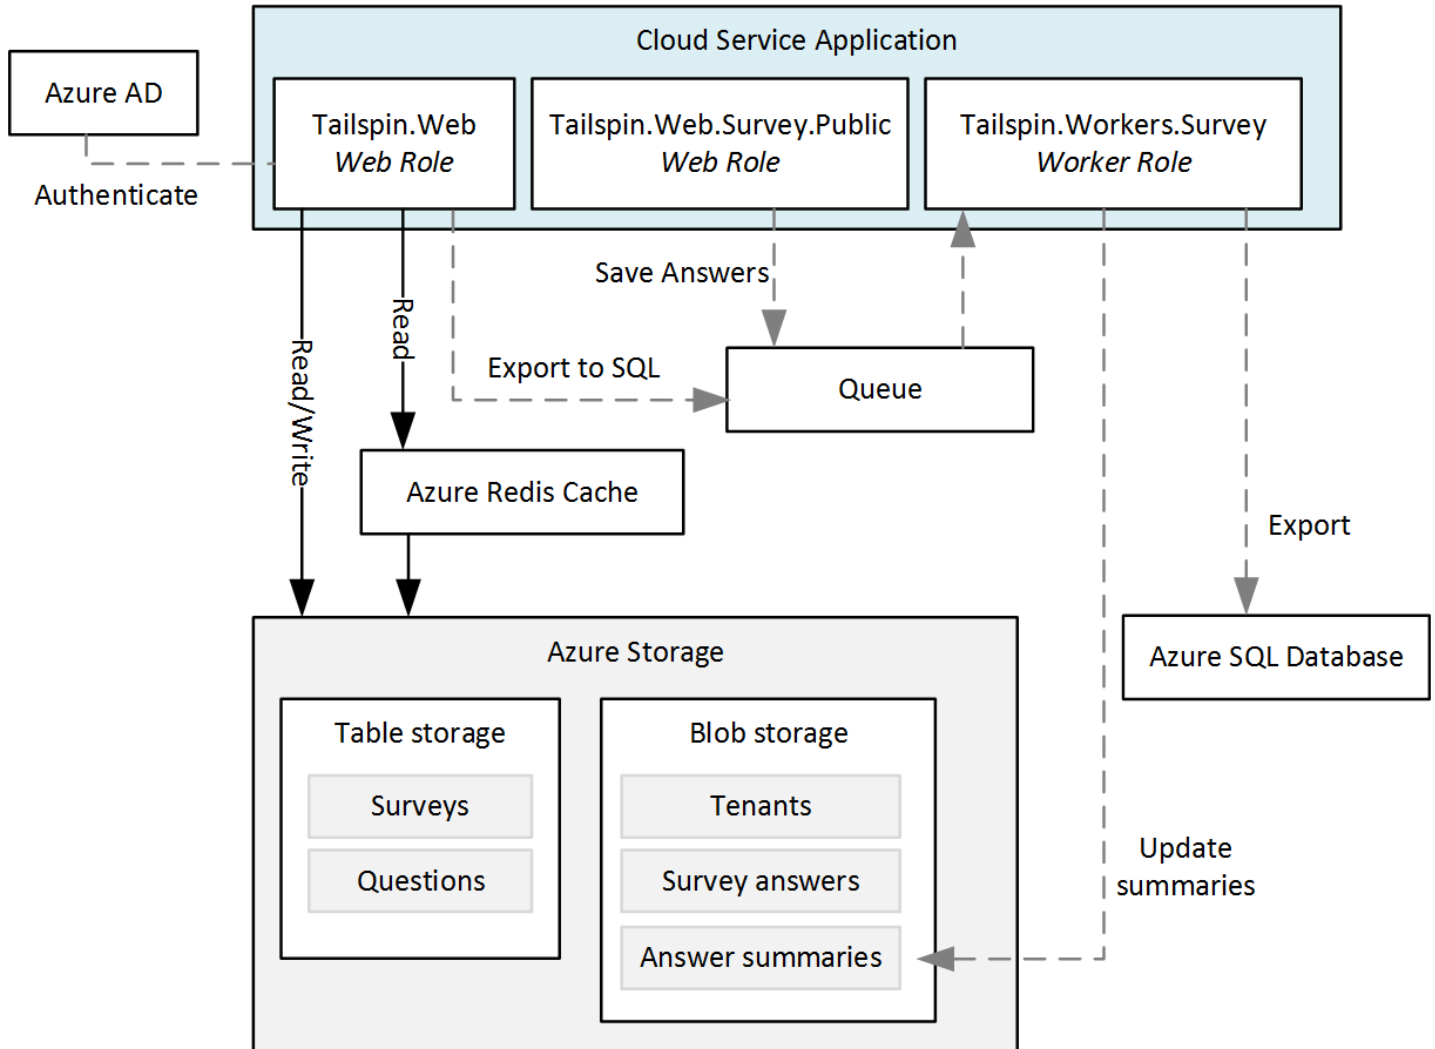 Cloud Service Application
Azure AD
Tailspin.Web
Web Role
Tailspin.Web.Survey.Public
Web Role
Tailspin.Workers.Survey
Worker Role
Authenticate
Save Answers
Read
Read/Write
Export to SQL
Queue
Azure Redis Cache
Export
Azure Storage
Azure SQL Database
Table storage
Surveys
Questions
Blob storage
Tenants
Survey answers
Answer summaries
Update
summaries